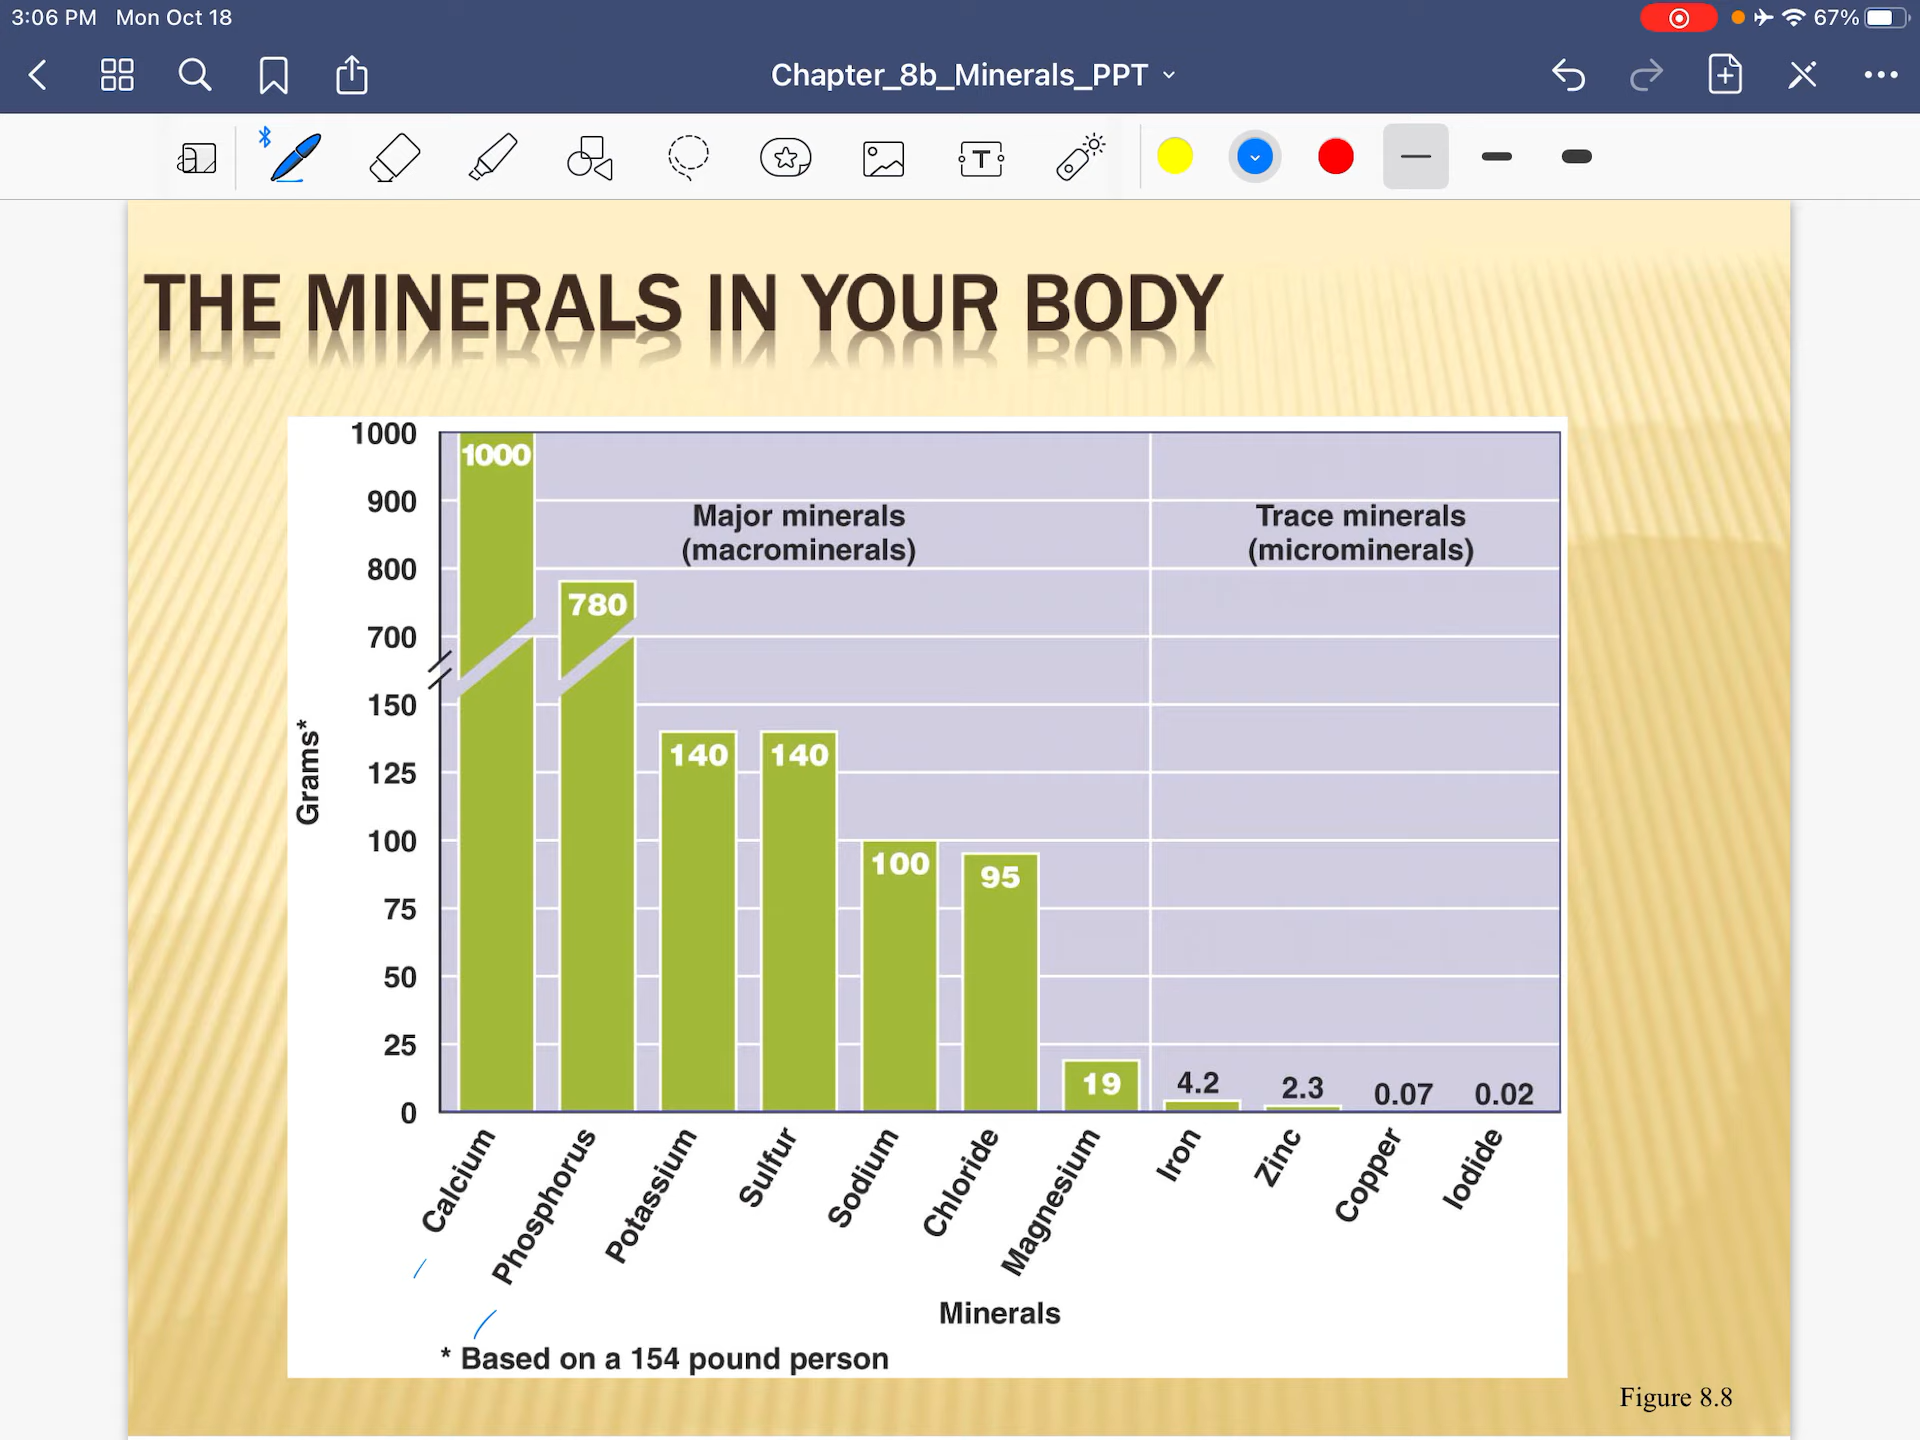 3:06 PM Mon Oct 18
67%
Chapter_8b_Minerals_PPT
THE MINERALS IN YOUR BODY
1000
900
800
700
150
125
100
75
50
25
0
Grams*
Major minerals
(macrominerals)
Trace minerals
(microminerals)
1000
780
140
140
100
95
19
4.2
2.3
0.07
0.02
Calcium
Phosphorus
Potassium
Sulfur
Sodium
Chloride
Magnesium
Iron
Zinc
Copper
Iodide
Minerals
* Based on a 154 pound person
Figure 8.8